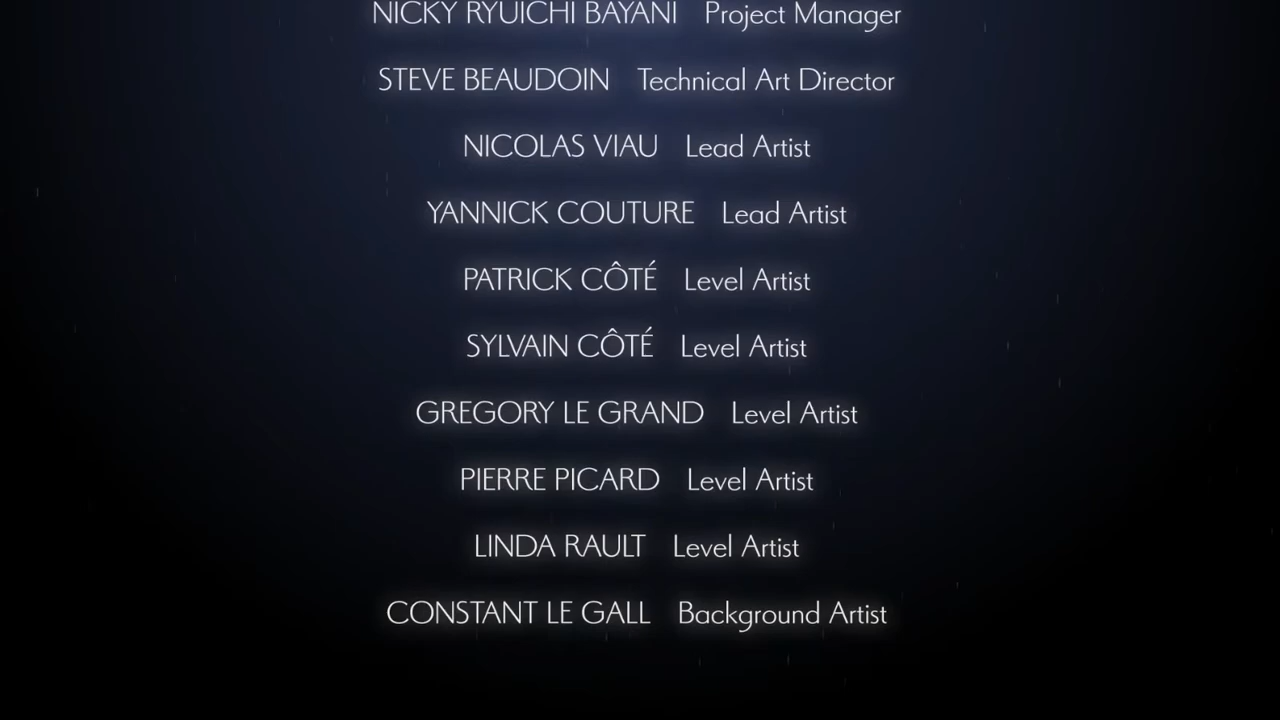 NICKY RYUICHI BAYANI Project Manager
STEVE BEAUDOIN Technical Art Director
NICOLAS VIAU Lead Artist
YANNICK COUTURE Lead Artist
PATRICK CÔTÉ Level Artist
SYLVAIN CÔTÉ Level Artist
GREGORY LE GRAND Level Artist
PIERRE PICARD Level Artist
LINDA RAULT Level Artist
CONSTANT LE GALL Background Artist